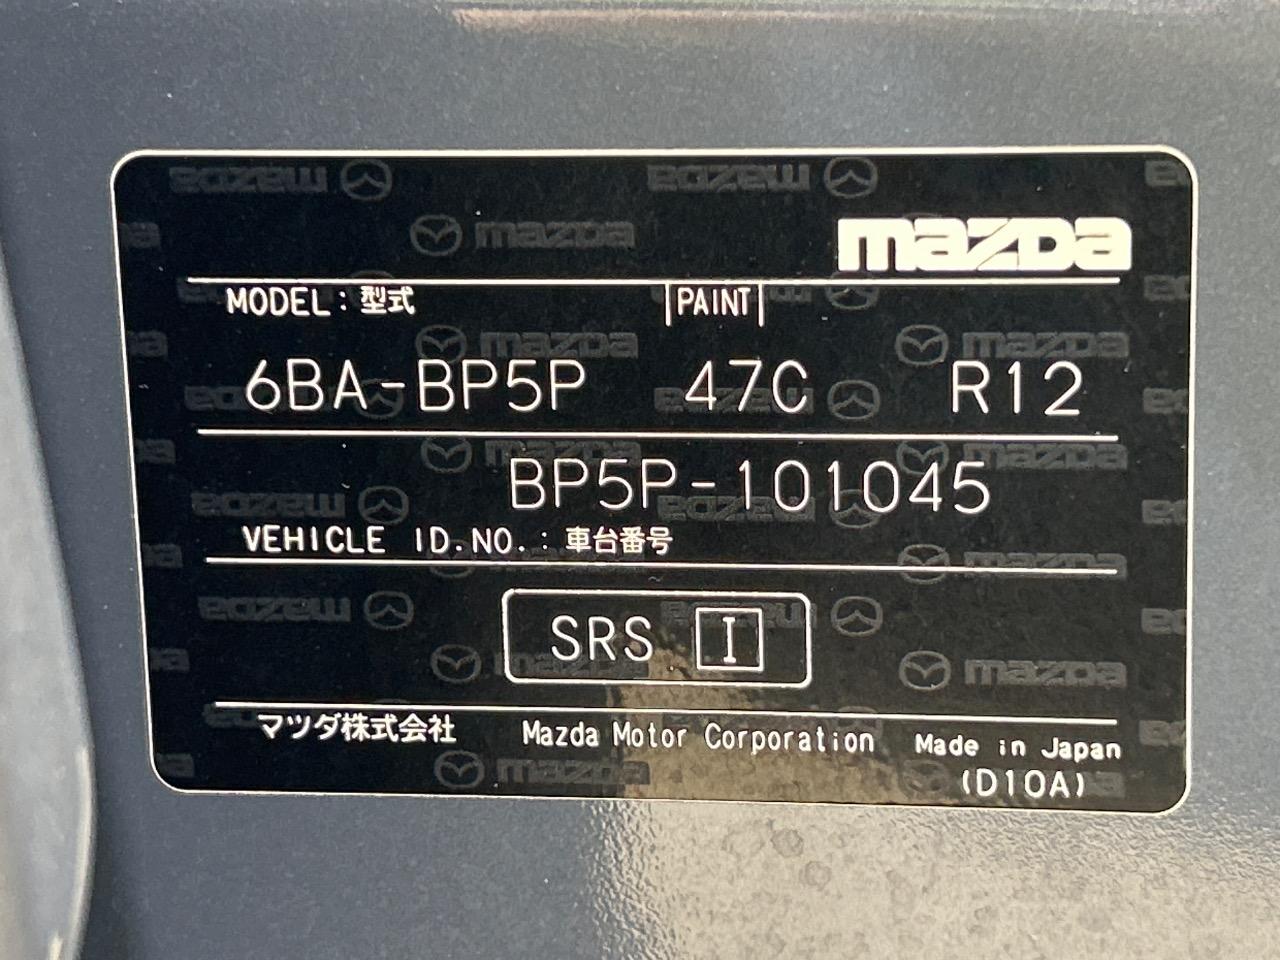 mazda
MODEL: 型式 PAINT
6BA-BP5P 47C R12
BP5P-101045
VEHICLE ID.NO.: 車台番号
SRS I
マツダ株式会社 Mazda Motor Corporation Made in Japan
(D10A)